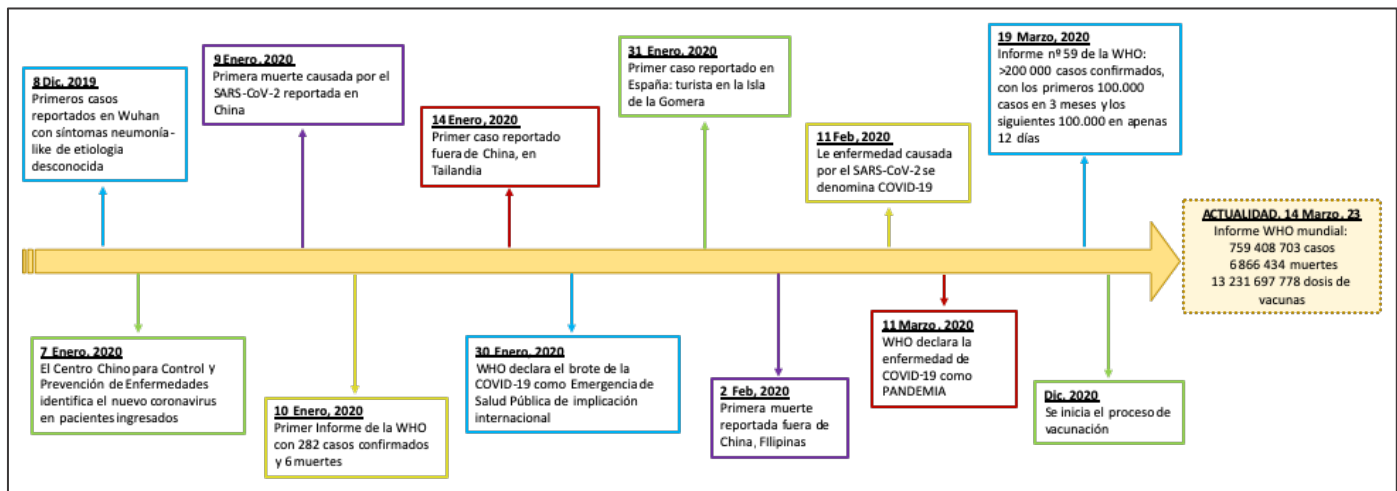 8 Dic. 2019
Primeros casos
reportados en Wuhan
con síntomas neumonía-
like de etiologia
desconocida
9 Enero, 2020
Primera muerte causada por el
SARS-CoV-2 reportada en
China
14 Enero, 2020
Primer caso reportado
fuera de China, en
Tailandia
31 Enero, 2020
Primer caso reportado en
España: turista en la Isla
de la Gomera
11 Feb, 2020
Le enfermedad causada
por el SARS-CoV-2 se
denomina COVID-19
19 Marzo, 2020
Informe nº 59 de la WHO:
>200 000 casos confirmados,
con los primeros 100.000
casos en 3 meses y los
siguientes 100.000 en apenas
12 días
ACTUALIDAD. 14 Marzo. 23
Informe WHO mundial:
759 408 703 casos
6 866 434 muertes
13 231 697 778 dosis de
vacunas
7 Enero, 2020
El Centro Chino para Control y
Prevención de Enfermedades
identifica el nuevo coronavirus
en pacientes ingresados
10 Enero, 2020
Primer Informe de la WHO
con 282 casos confirmados
y 6 muertes
30 Enero, 2020
WHO declara el brote de la
COVID-19 como Emergencia de
Salud Pública de implicación
internacional
2 Feb, 2020
Primera muerte
reportada fuera de
China, FIlipinas
11 Marzo, 2020
WHO declara la
enfermedad de
COVID-19 como
PANDEMIA
Dic. 2020
Se inicia el proceso de
vacunación